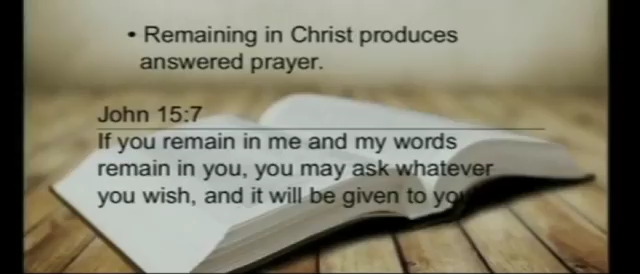 • Remaining in Christ produces
answered prayer.
John 15:7
If you remain in me and my words
remain in you, you may ask whatever
you wish, and it will be given to you